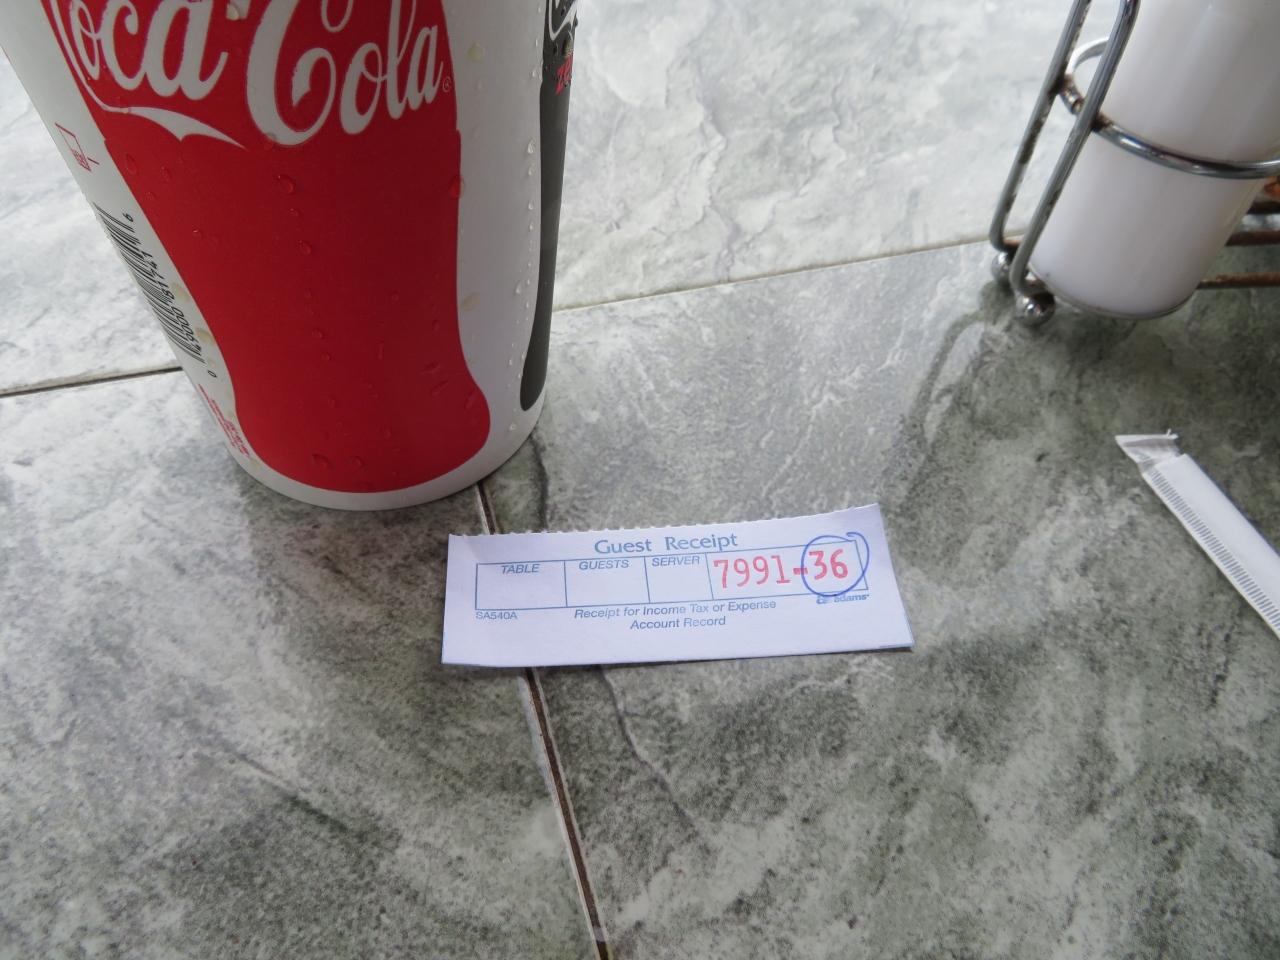 Coca-Cola
Guest Receipt
TABLE GUESTS SERVER 7991-36
SA540A
Receipt for Income Tax or Expense
Account Record
adams